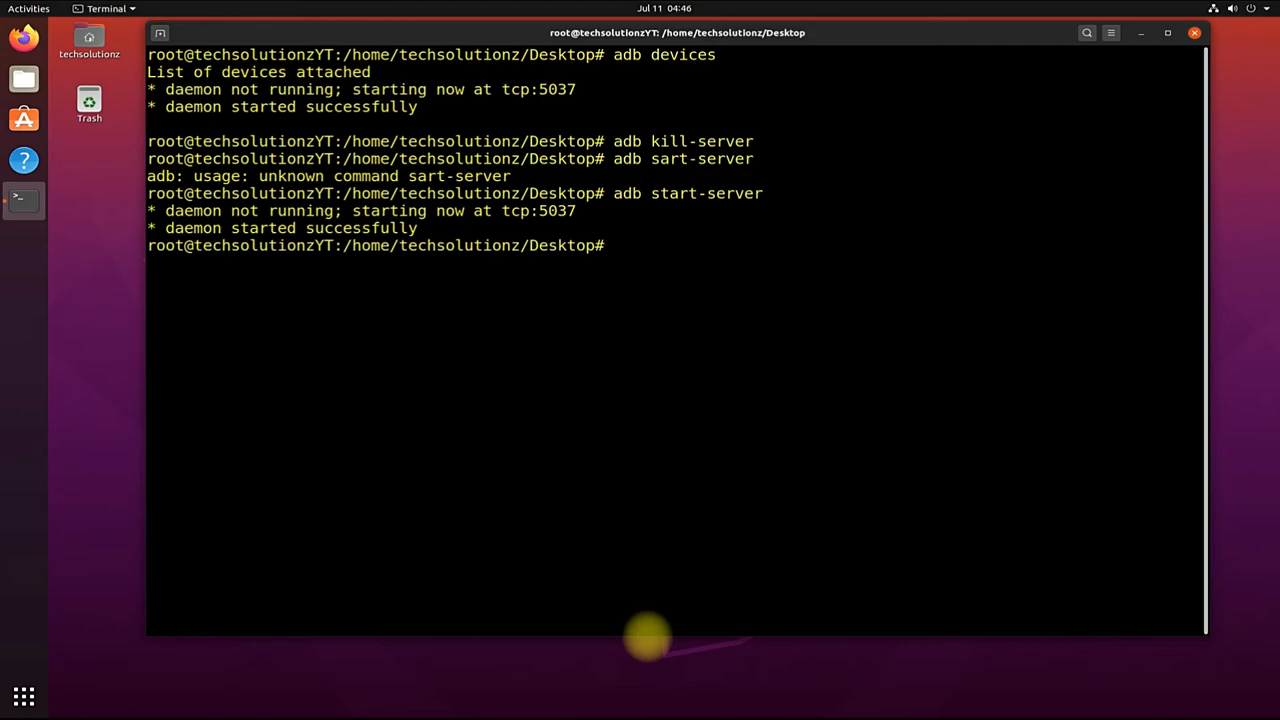 Activities
Terminal
Jul 11 04:46
root@techsolutionzYT: /home/techsolutionz/Desktop
techsolutionz
Trash
root@techsolutionzYT:/home/techsolutionz/Desktop# adb devices
List of devices attached
* daemon not running; starting now at tcp:5037
* daemon started successfully
root@techsolutionzYT:/home/techsolutionz/Desktop# adb kill-server
root@techsolutionzYT:/home/techsolutionz/Desktop# adb sart-server
adb: usage: unknown command sart-server
root@techsolutionzYT:/home/techsolutionz/Desktop# adb start-server
* daemon not running; starting now at tcp:5037
* daemon started successfully
root@techsolutionzYT:/home/techsolutionz/Desktop#